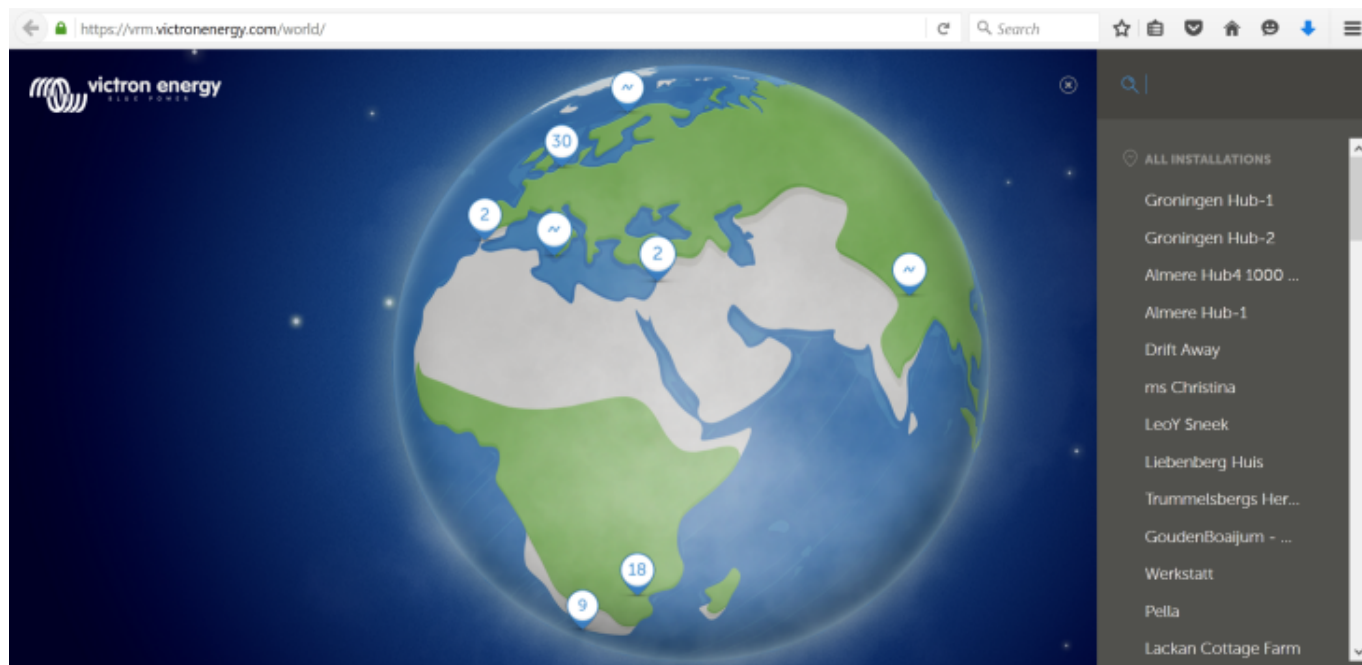 https://vrm.victronenergy.com/world/
Search
victron energy
BLUE POWER
~
30
2
~
2
~
18
9
ALL INSTALLATIONS
Groningen Hub-1
Groningen Hub-2
Almere Hub4 1000 ...
Almere Hub-1
Drift Away
ms Christina
LeoY Sneek
Liebenberg Huis
Trummelsbergs Her...
GoudenBoaijum - ...
Werkstatt
Pella
Lackan Cottage Farm